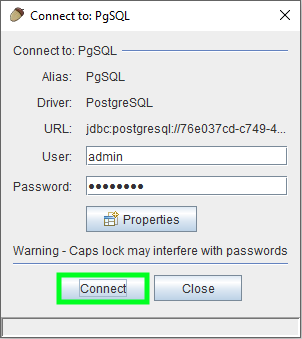 Connect to: PgSQL
Connect to: PgSQL
Alias: PgSQL
Driver: PostgreSQL
URL: jdbc:postgresql://76e037cd-c749-4...
User: admin
Password: ●●●●●●●●
Properties
Warning - Caps lock may interfere with passwords
Connect Close